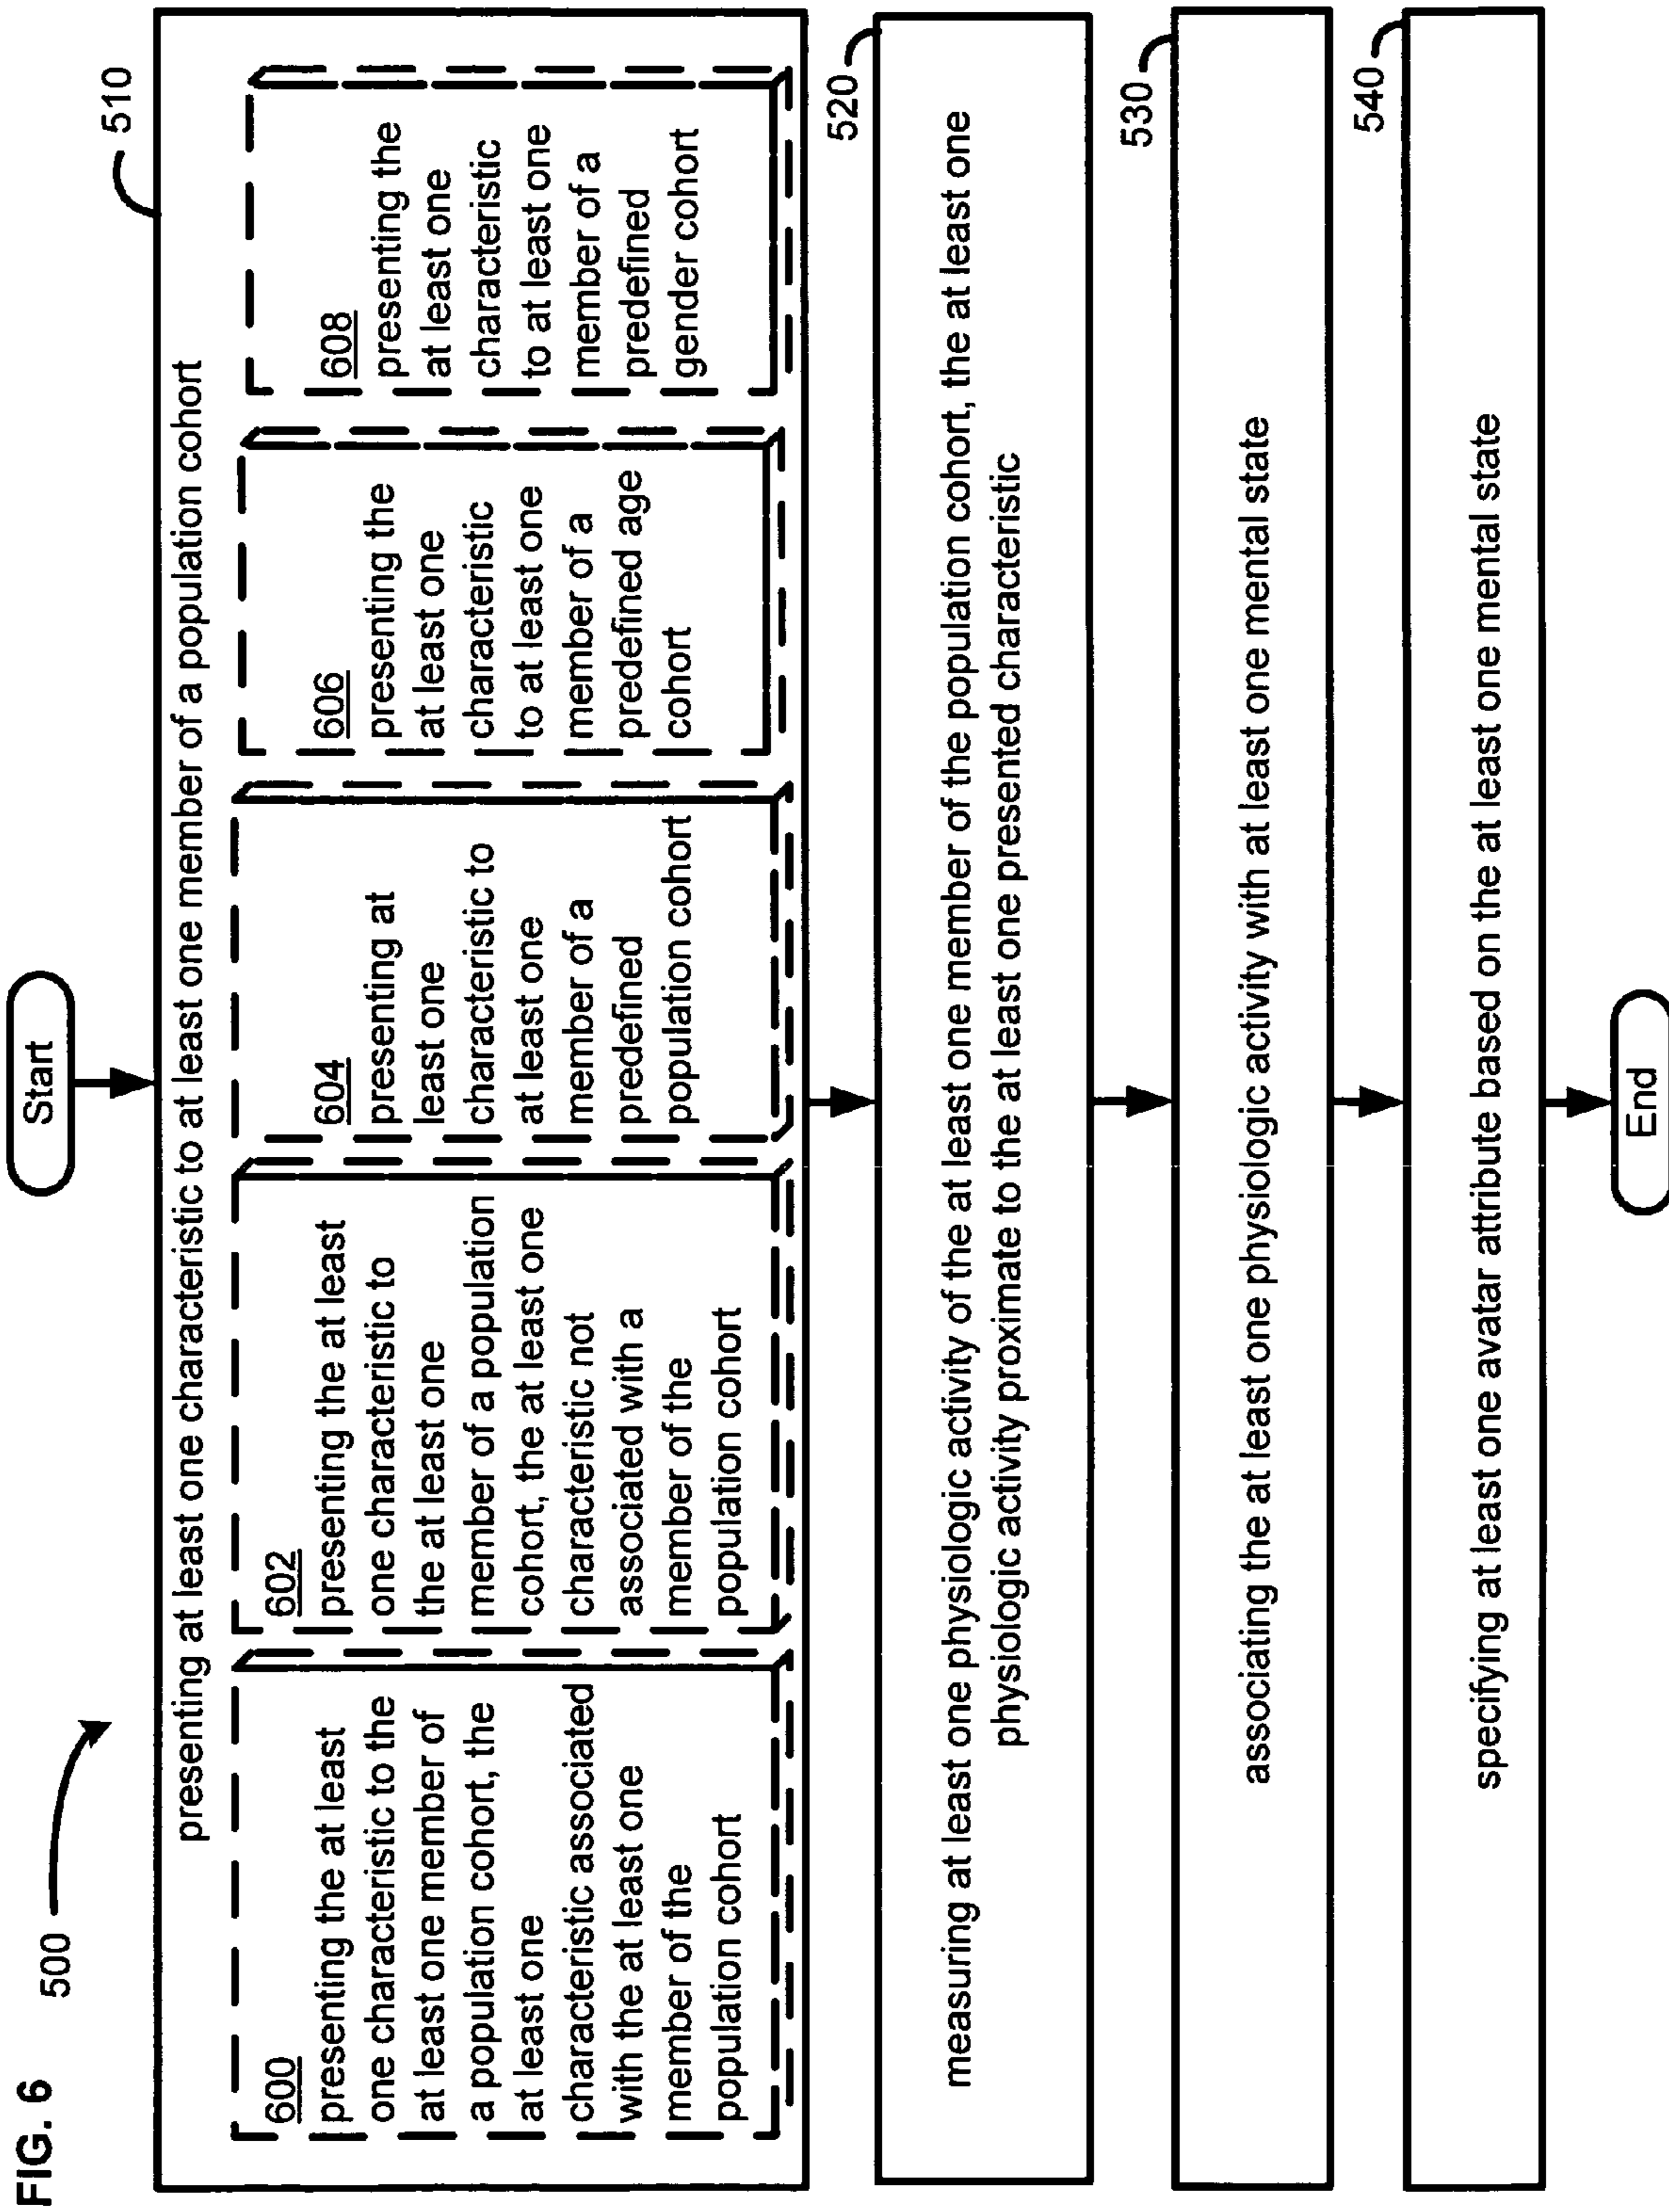 FIG. 6
500
Start
510
presenting at least one characteristic to at least one member of a population cohort
600
presenting the at least
one characteristic to the
at least one member of
a population cohort, the
at least one
characteristic associated
with the at least one
member of the
population cohort
602
presenting the at least
one characteristic to
the at least one
member of a population
cohort, the at least one
characteristic not
associated with a
member of the
population cohort
604
presenting at
least one
characteristic to
at least one
member of a
predefined
population cohort
606
presenting the
at least one
characteristic
to at least one
member of a
predefined age
cohort
608
presenting the
at least one
characteristic
to at least one
member of a
predefined
gender cohort
520
measuring at least one physiologic activity of the at least one member of the population cohort, the at least one
physiologic activity proximate to the at least one presented characteristic
530
associating the at least one physiologic activity with at least one mental state
540
specifying at least one avatar attribute based on the at least one mental state
End